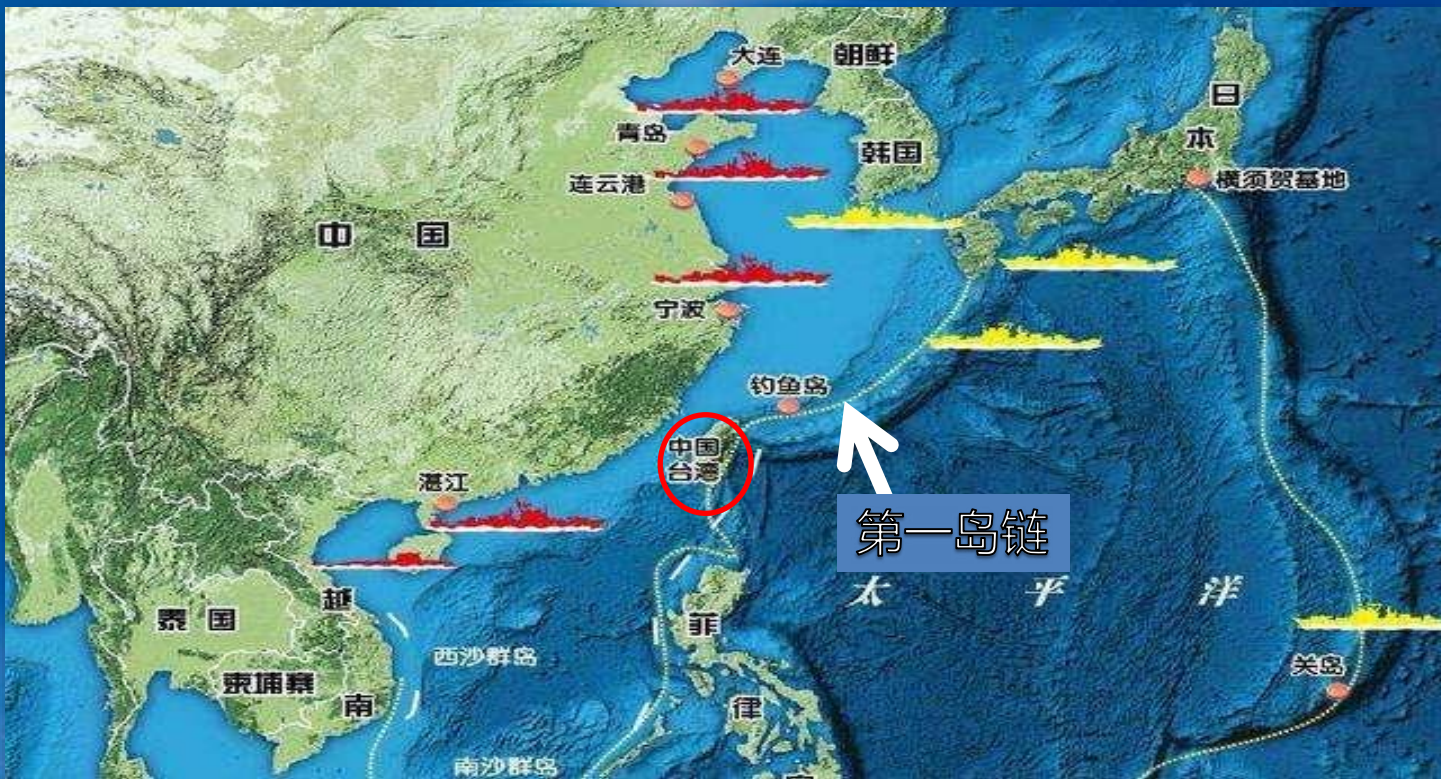 大连
朝鲜
日
本
青岛
韩国
连云港
横须贺基地
中国
宁波
钓鱼岛
中国
台湾
湛江
第一岛链
太平洋
越
南
泰国
菲
律
西沙群岛
关岛
柬埔寨
南沙群岛